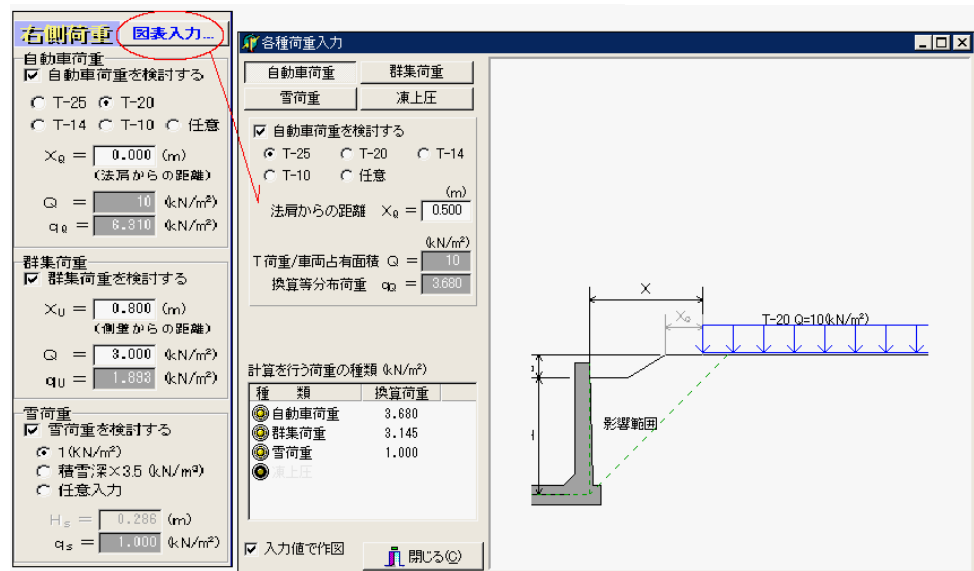 右側荷重 図表入力...
自動車荷重
自動車荷重を検討する
T-25 T-20
T-14 T-10 任意
XQ = 0.000 (m)
(法肩からの距離)
Q = 10 (kN/m²)
qQ = 6.310 (kN/m²)
群集荷重
群集荷重を検討する
XU = 0.800 (m)
(側壁からの距離)
Q = 3.000 (kN/m²)
qU = 1.893 (kN/m²)
雪荷重
雪荷重を検討する
1(KN/m²)
積雪深×3.5 (kN/m³)
任意入力
Hs = 0.286 (m)
qs = 1.000 (kN/m²)
各種荷重入力
自動車荷重 群集荷重
雪荷重 凍上圧
自動車荷重を検討する
T-25 T-20 T-14
T-10 任意
(m)
法肩からの距離 XQ = 0.500
(kN/m²)
T荷重/車両占有面積 Q = 10
換算等分布荷重 qQ = 3.680
計算を行う荷重の種類 (kN/m²)
種 類 換算荷重
自動車荷重 3.680
群集荷重 3.145
雪荷重 1.000
凍上圧
入力値で作図
閉じる(C)
X
XQ
T-20 Q=10(kN/m²)
影響範囲